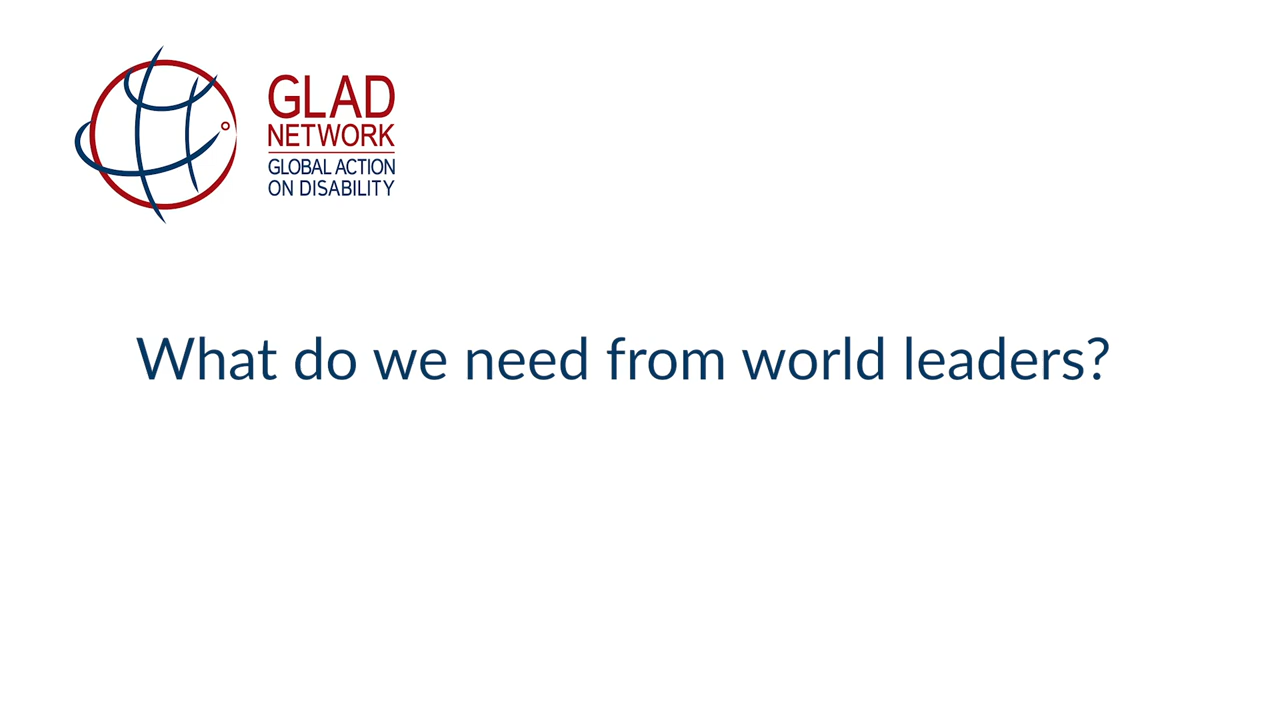 GLAD
NETWORK
GLOBAL ACTION
ON DISABILITY
What do we need from world leaders?